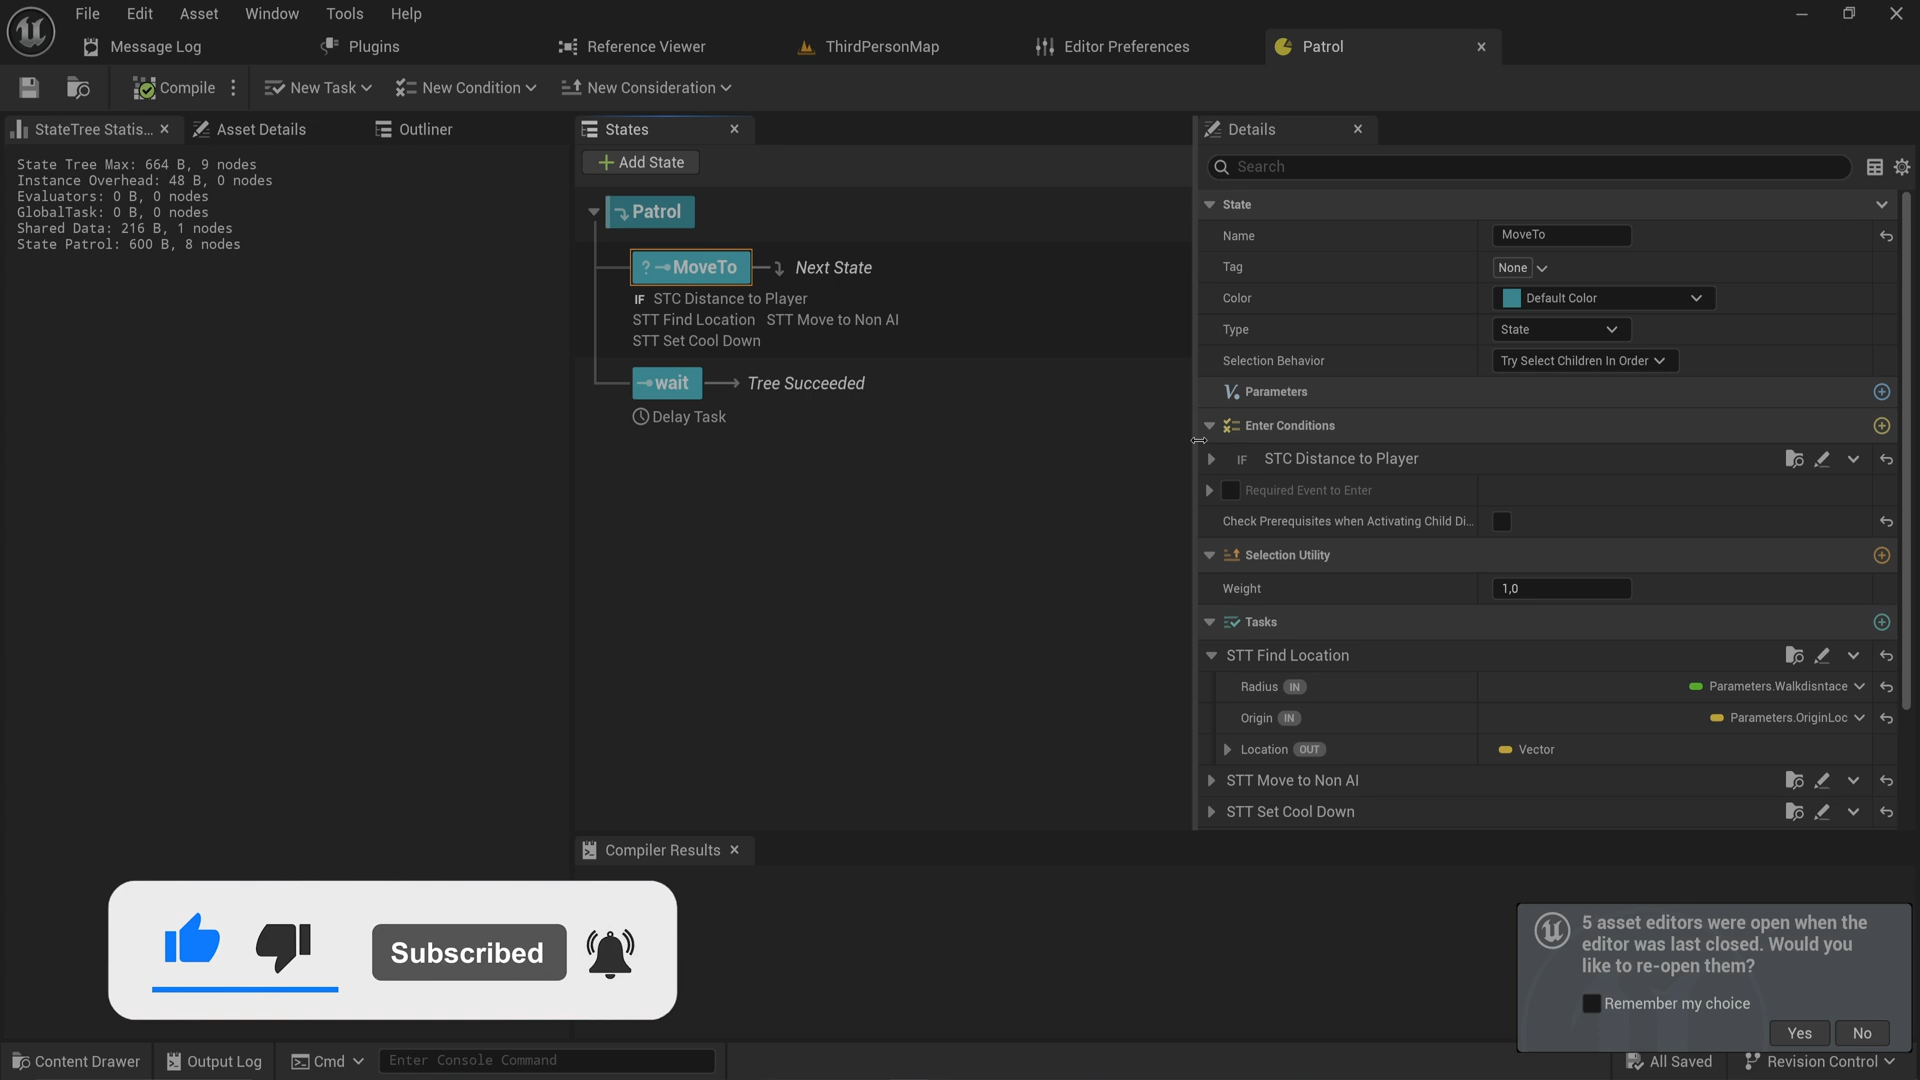 File
Edit
Asset
Window
Tools
Help
Message Log
Plugins
Reference Viewer
ThirdPersonMap
Editor Preferences
Patrol
Compile
New Task
New Condition
New Consideration
StateTree Statis...
Asset Details
Outliner
States
Details
State Tree Max: 664 B, 9 nodes
Instance Overhead: 48 B, 0 nodes
Evaluators: 0 B, 0 nodes
GlobalTask: 0 B, 0 nodes
Shared Data: 216 B, 1 nodes
State Patrol: 600 B, 8 nodes
Add State
Patrol
? MoveTo
Next State
IF STC Distance to Player
STT Find Location STT Move to Non AI
STT Set Cool Down
wait
Tree Succeeded
Delay Task
Search
State
Name
MoveTo
Tag
None
Color
Default Color
Type
State
Selection Behavior
Try Select Children In Order
Parameters
Enter Conditions
IF STC Distance to Player
Required Event to Enter
Check Prerequisites when Activating Child Di...
Selection Utility
Weight
1,0
Tasks
STT Find Location
Radius IN
Parameters.Walkdisntace
Origin IN
Parameters.OriginLoc
Location OUT
Vector
STT Move to Non AI
STT Set Cool Down
Compiler Results
Subscribed
5 asset editors were open when the
editor was last closed. Would you
like to re-open them?
Remember my choice
Yes
No
Content Drawer
Output Log
Cmd
Enter Console Command
All Saved
Revision Control